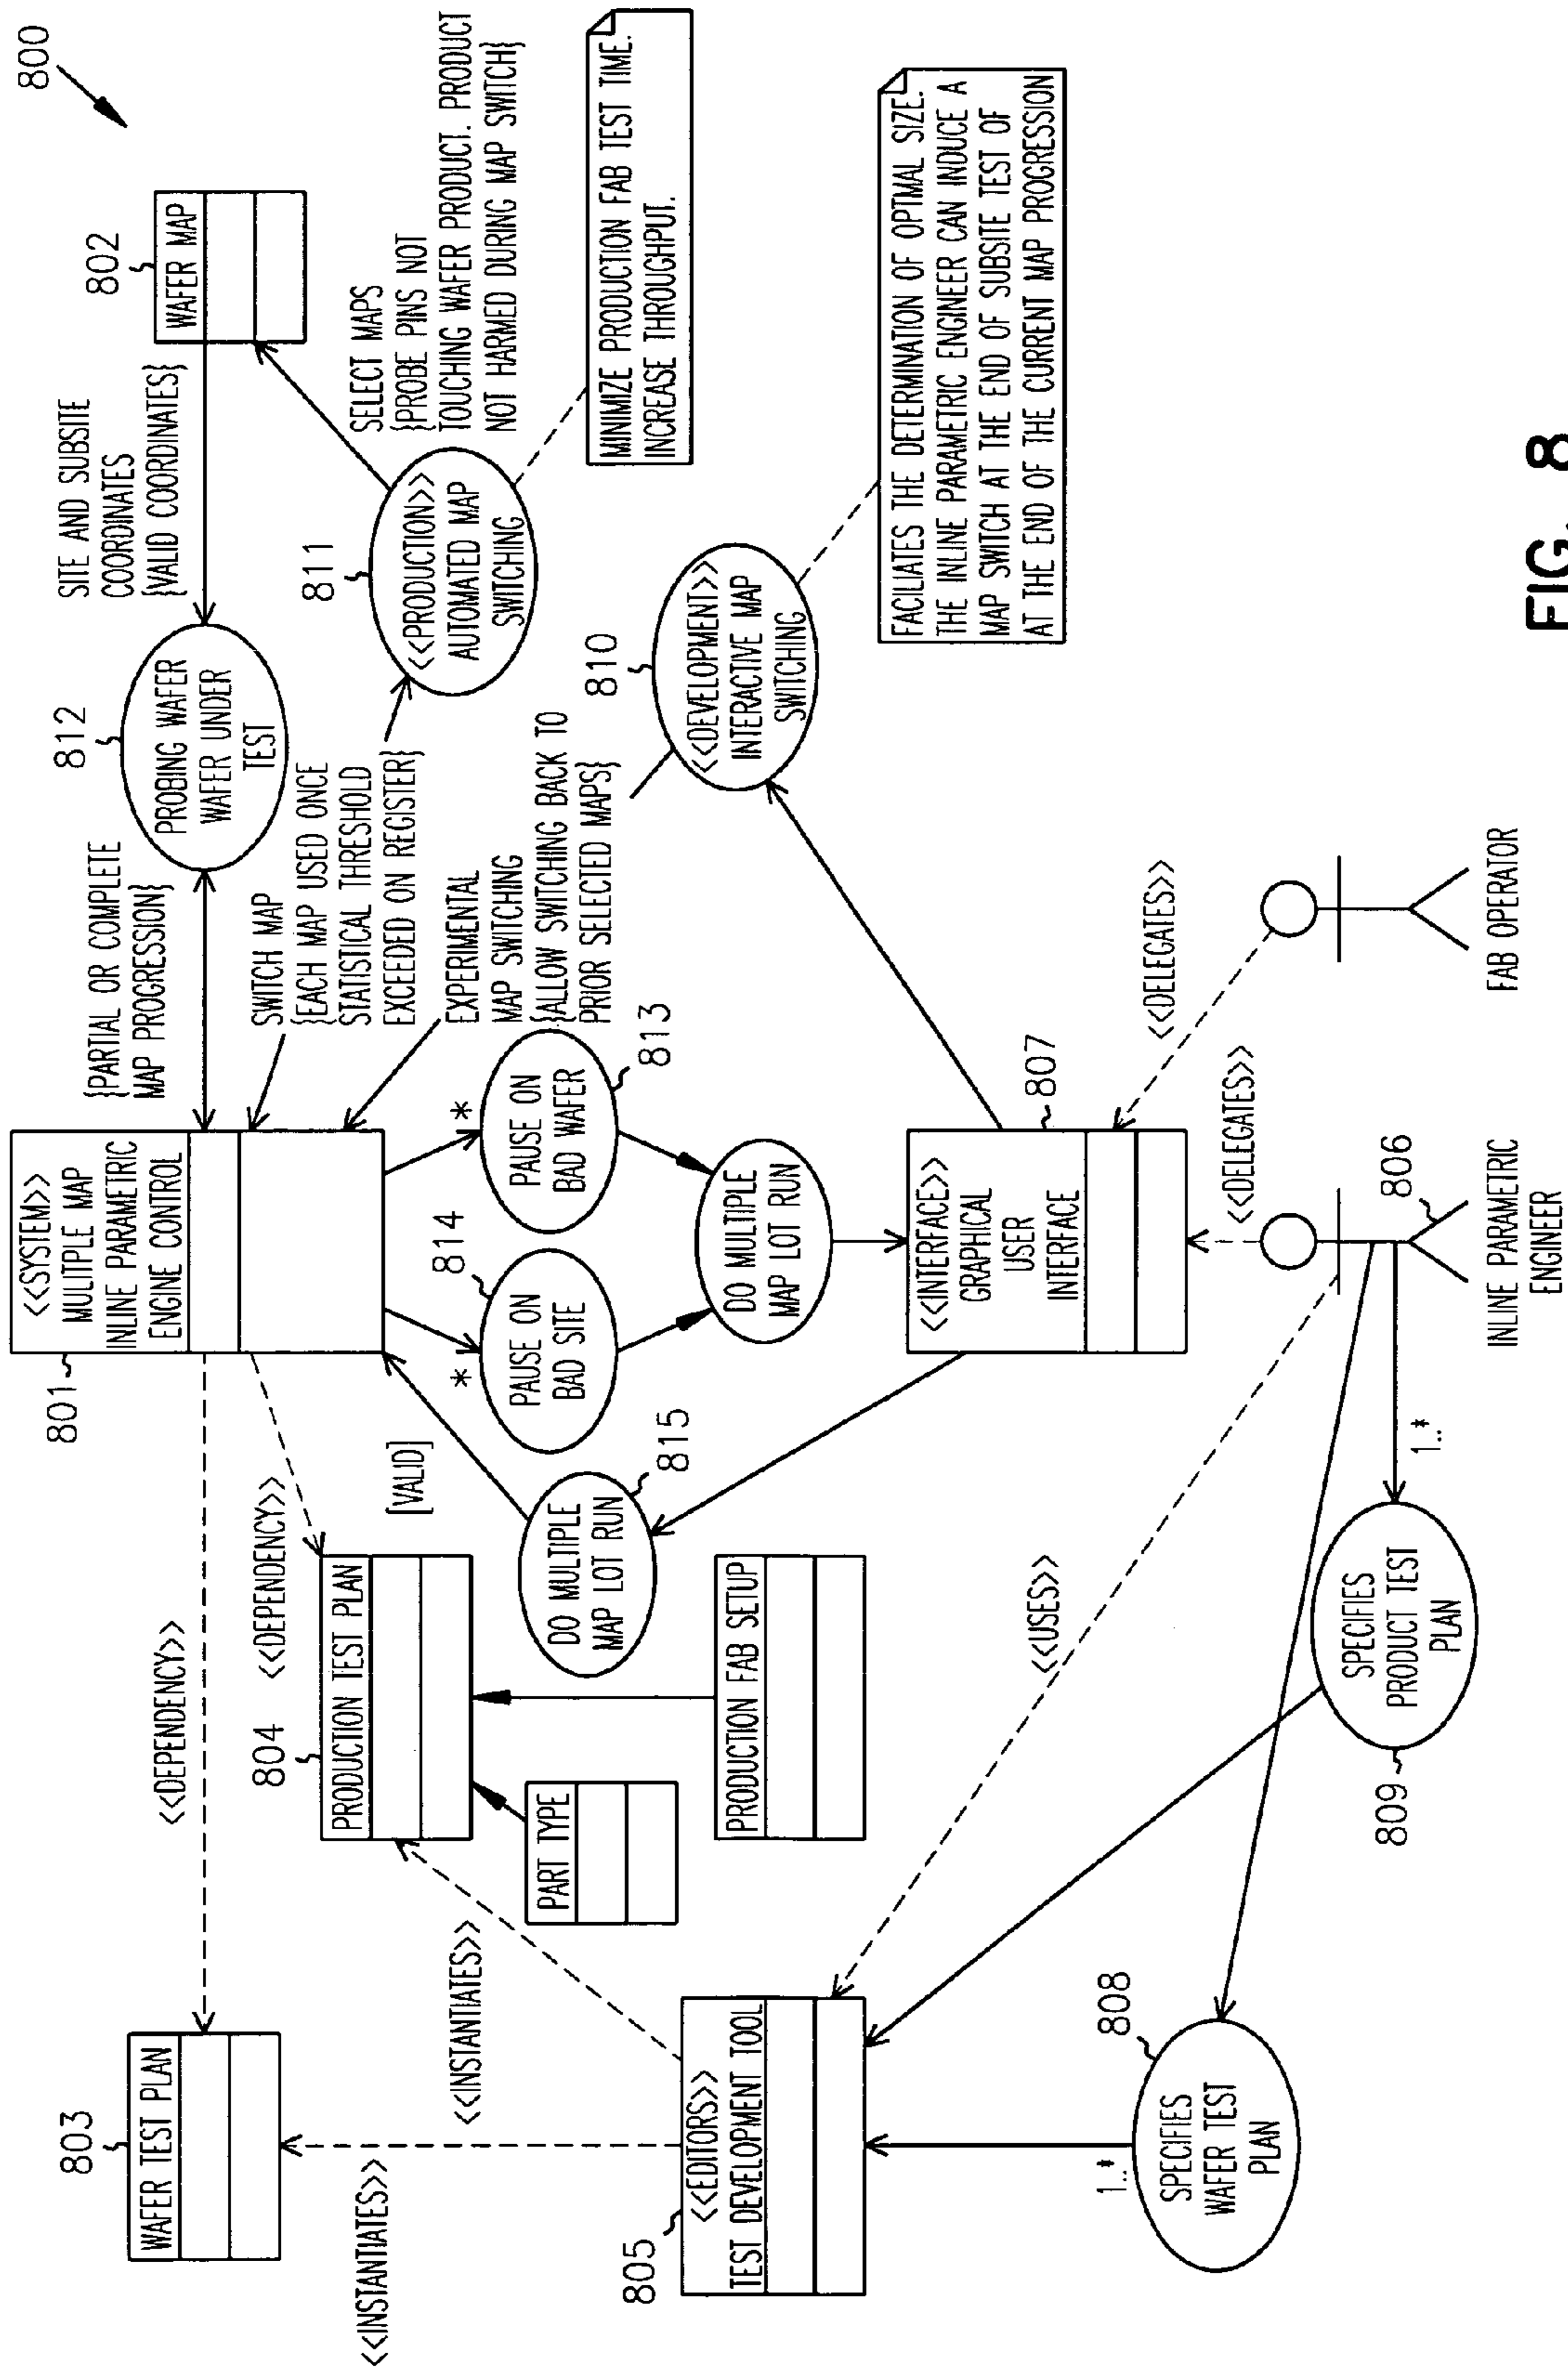 800
803
WAFER TEST PLAN
<<DEPENDENCY>>
801
<<SYSTEM>>
MULITPLE MAP
INLINE PARAMETRIC
ENGINE CONTROL
{PARTIAL OR COMPLETE
MAP PROGRESSION}
812
PROBING WAFER
WAFER UNDER
TEST
SITE AND SUBSITE
COORDINATES
{VALID COORDINATES}
802
WAFER MAP
<<INSTANTIATES>>
<<INSTANTIATES>>
804
PRODUCTION TEST PLAN
<<DEPENDENCY>>
[VALID]
SWITCH MAP
{EACH MAP USED ONCE
STATISTICAL THRESHOLD
EXCEEDED ON REGISTER}
811
<<PRODUCTION>>
AUTOMATED MAP
SWITCHING
SELECT MAPS
{PROBE PINS NOT
TOUCHING WAFER PRODUCT. PRODUCT
NOT HARMED DURING MAP SWITCH}
EXPERIMENTAL
MAP SWITCHING
{ALLOW SWITCHING BACK TO
PRIOR SELECTED MAPS}
MINIMIZE PRODUCTION FAB TEST TIME.
INCREASE THROUGHPUT.
PART TYPE
PRODUCTION FAB SETUP
DO MULTIPLE
MAP LOT RUN
815
*
814
PAUSE ON
BAD SITE
*
PAUSE ON
BAD WAFER
813
DO MULTIPLE
MAP LOT RUN
810
<<DEVELOPMENT>>
INTERACTIVE MAP
SWITCHING
FACILIATES THE DETERMINATION OF OPTMAL SIZE.
THE INLINE PARAMETRIC ENGINEER CAN INDUCE A
MAP SWITCH AT THE END OF SUBSITE TEST OF
AT THE END OF THE CURRENT MAP PROGRESSION
805
<<EDITORS>>
TEST DEVELOPMENT TOOL
<<USES>>
<<INTERFACE>>
GRAPHICAL
USER
INTERFACE
807
<<DELEGATES>>
<<DELEGATES>>
808
1..*
SPECIFIES
WAFER TEST
PLAN
809
SPECIFIES
PRODUCT TEST
PLAN
1..*
806
INLINE PARAMETRIC
ENGINEER
FAB OPERATOR
FIG. 8